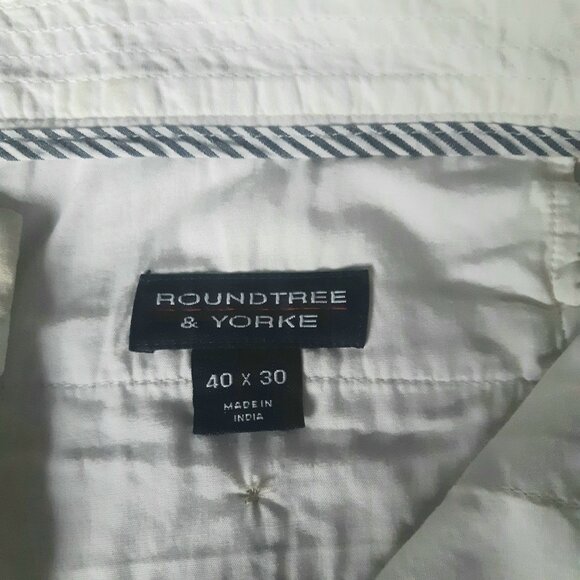 ROUNDTREE
& YORKE
40 X 30
MADE IN
INDIA